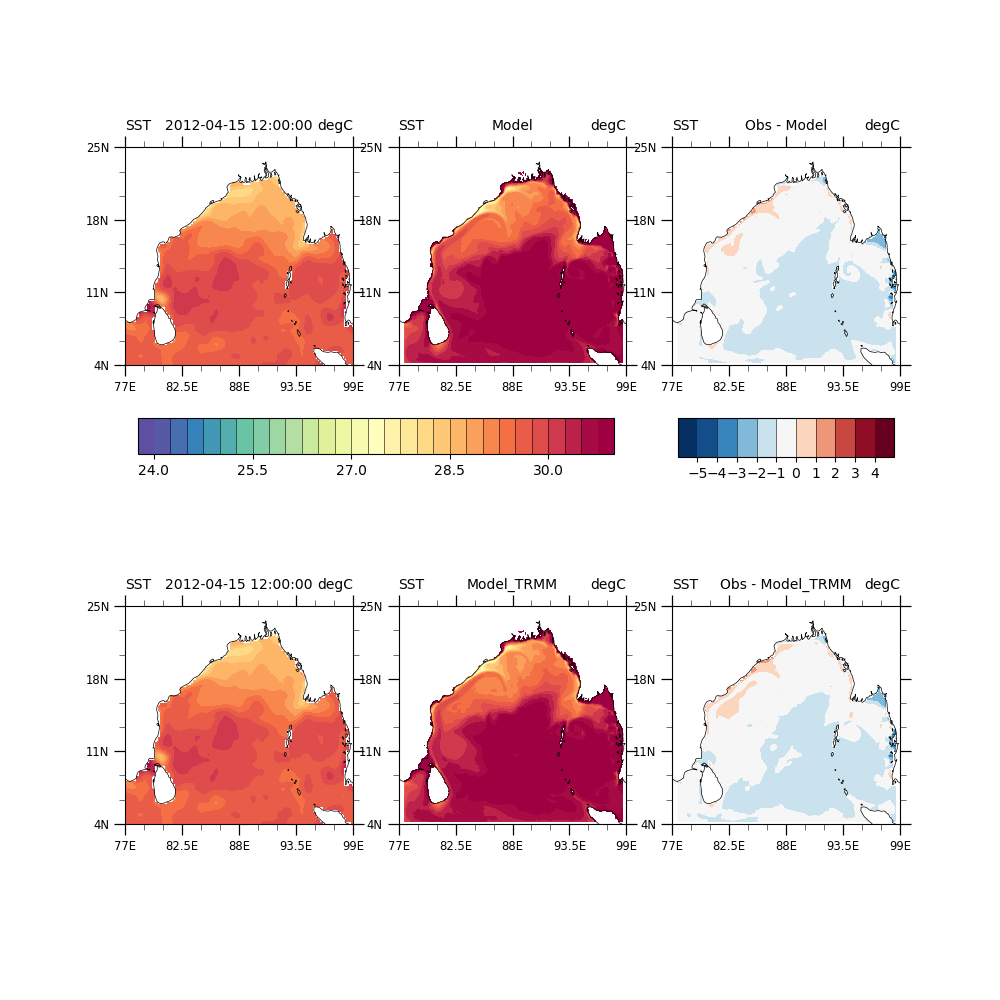 SST 2012-04-15 12:00:00 degC SST Model degC SST Obs - Model degC
25N 25N 25N
18N 18N 18N
11N 11N 11N
4N 4N 4N
77E 82.5E 88E 93.5E 99E 77E 82.5E 88E 93.5E 99E 77E 82.5E 88E 93.5E 99E
24.0 25.5 27.0 28.5 30.0 −5 −4 −3 −2 −1 0 1 2 3 4
SST 2012-04-15 12:00:00 degC SST Model_TRMM degC SST Obs - Model_TRMM degC
25N 25N 25N
18N 18N 18N
11N 11N 11N
4N 4N 4N
77E 82.5E 88E 93.5E 99E 77E 82.5E 88E 93.5E 99E 77E 82.5E 88E 93.5E 99E